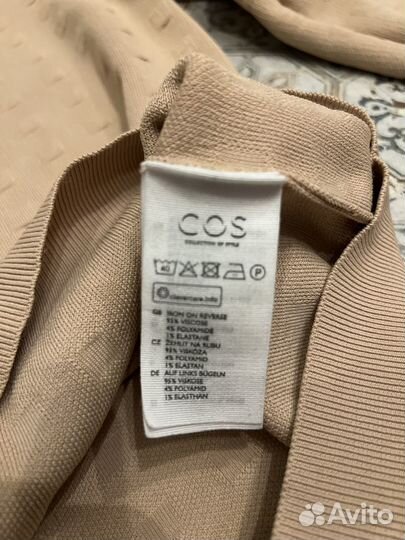 COS
COLLECTION OF STYLE
40 P
clevercare.info
GB IRON ON REVERSE
95% VISCOSE
4% POLYAMIDE
1% ELASTANE
CZ ŽEHLIT NA RUBU
95% VISKÓZA
4% POLYAMID
1% ELASTAN
DE AUF LINKS BÜGELN
95% VISKOSE
4% POLYAMID
1% ELASTHAN
Avito